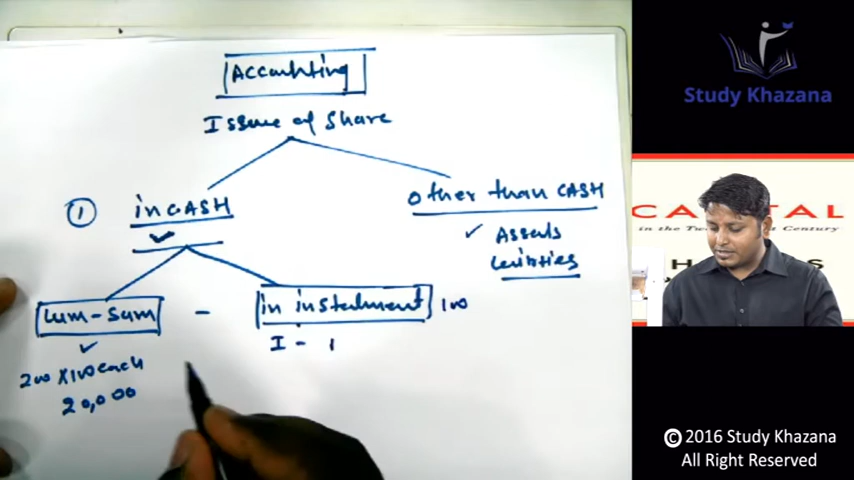 Accounting
Issue of Share
① in CASH
Other than CASH
Assets
Lum-Sum - in instalment 100
I -
200 X 100 each
20,000
Study Khazana
CAPITAL
in the Tw Century
© 2016 Study Khazana
All Right Reserved